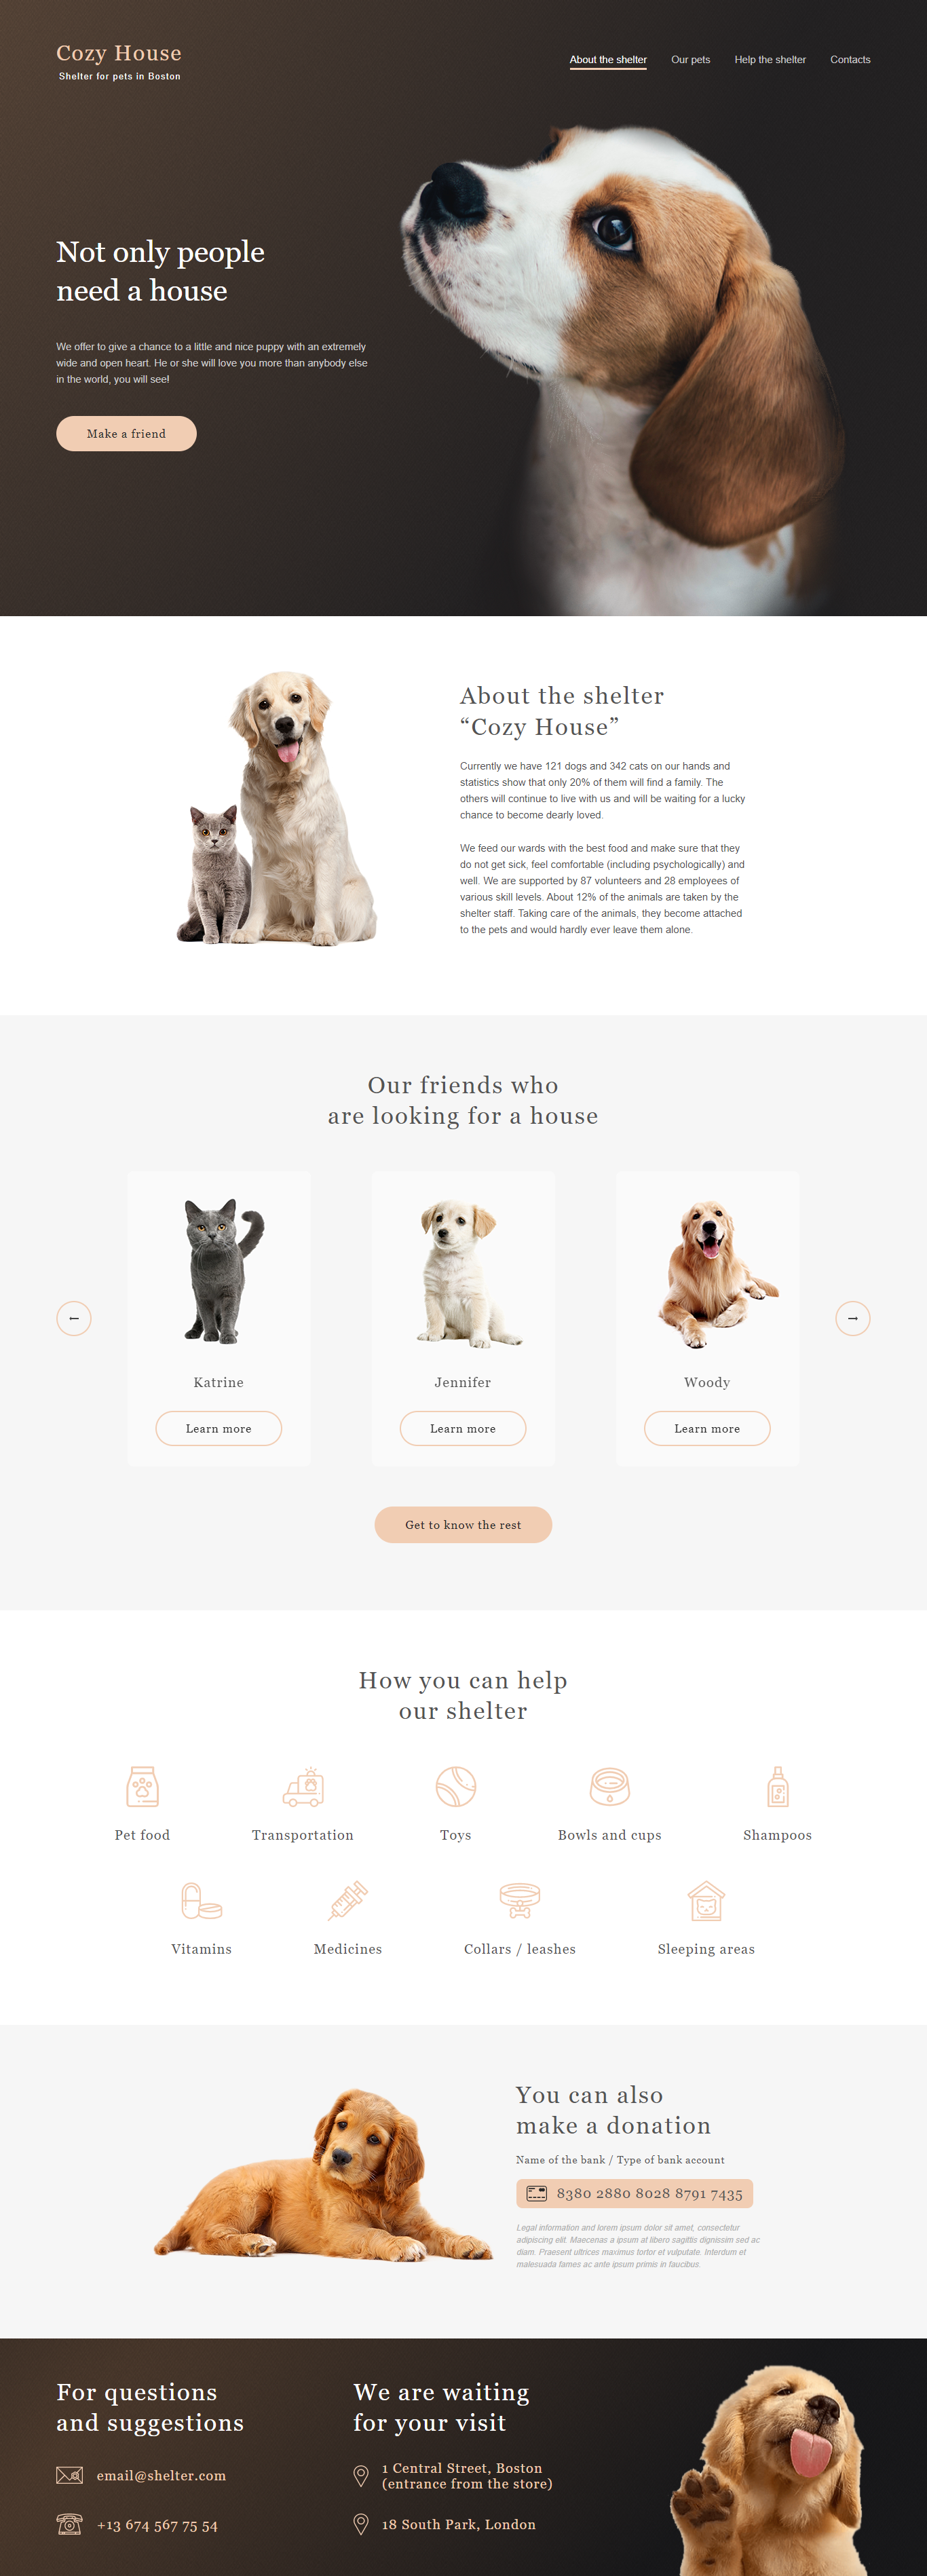 Cozy House
Shelter for pets in Boston
About the shelter
Our pets
Help the shelter
Contacts
Not only people
need a house
We offer to give a chance to a little and nice puppy with an extremely
wide and open heart. He or she will love you more than anybody else
in the world, you will see!
Make a friend
About the shelter
“Cozy House”
Currently we have 121 dogs and 342 cats on our hands and
statistics show that only 20% of them will find a family. The
others will continue to live with us and will be waiting for a lucky
chance to become dearly loved.
We feed our wards with the best food and make sure that they
do not get sick, feel comfortable (including psychologically) and
well. We are supported by 87 volunteers and 28 employees of
various skill levels. About 12% of the animals are taken by the
shelter staff. Taking care of the animals, they become attached
to the pets and would hardly ever leave them alone.
Our friends who
are looking for a house
Katrine
Learn more
Jennifer
Learn more
Woody
Learn more
Get to know the rest
How you can help
our shelter
Pet food
Transportation
Toys
Bowls and cups
Shampoos
Vitamins
Medicines
Collars / leashes
Sleeping areas
You can also
make a donation
Name of the bank / Type of bank account
8380 2880 8028 8791 7435
Legal information and lorem ipsum dolor sit amet, consectetur
adipiscing elit. Maecenas a ipsum at libero sagittis dignissim sed ac
diam. Praesent ultrices maximus tortor et vulputate. Interdum et
malesuada fames ac ante ipsum primis in faucibus.
For questions
and suggestions
email@shelter.com
+13 674 567 75 54
We are waiting
for your visit
1 Central Street, Boston
(entrance from the store)
18 South Park, London